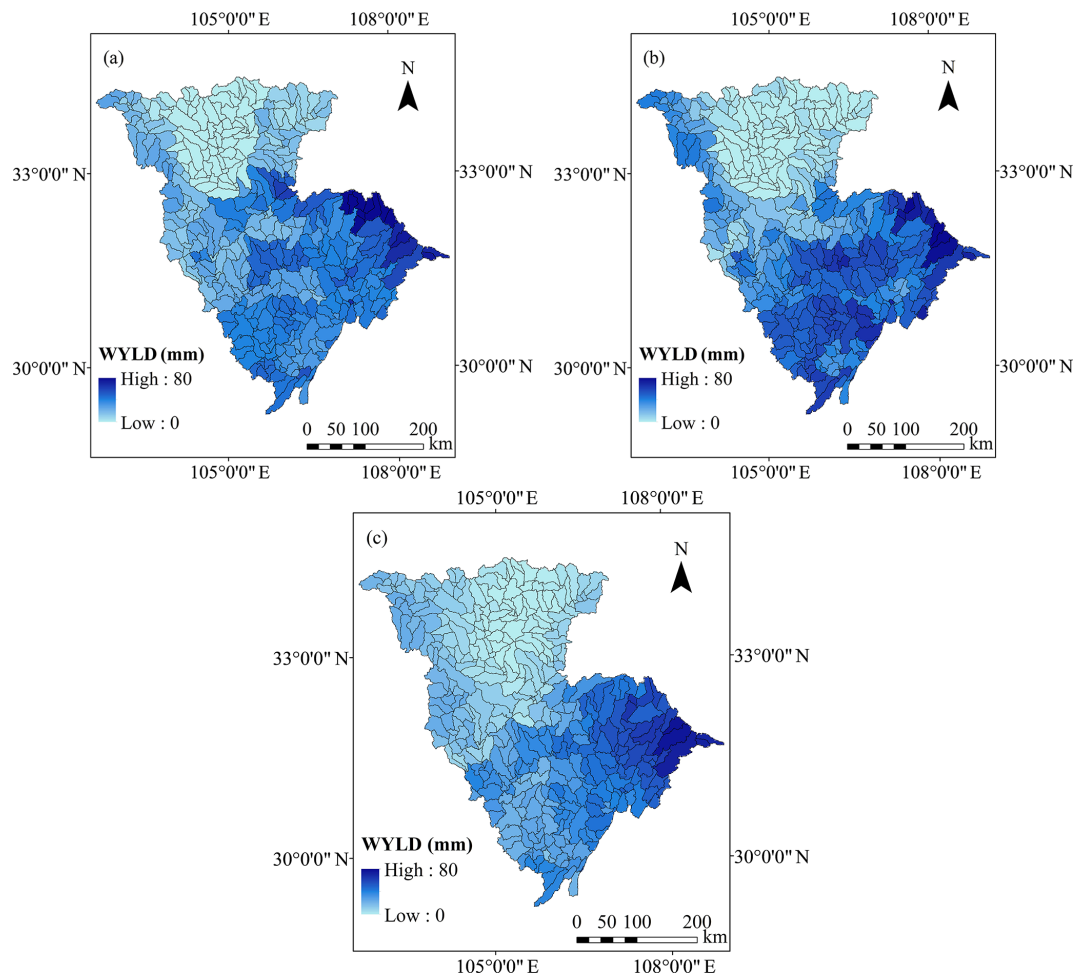 105°0'0" E 108°0'0" E
(a)
N
33°0'0" N 33°0'0" N
30°0'0" N 30°0'0" N
WYLD (mm)
High : 80
Low : 0
0 50 100 200
km
105°0'0" E 108°0'0" E
105°0'0" E 108°0'0" E
(b)
N
33°0'0" N 33°0'0" N
30°0'0" N 30°0'0" N
WYLD (mm)
High : 80
Low : 0
0 50 100 200
km
105°0'0" E 108°0'0" E
105°0'0" E 108°0'0" E
(c)
N
33°0'0" N 33°0'0" N
30°0'0" N 30°0'0" N
WYLD (mm)
High : 80
Low : 0
0 50 100 200
km
105°0'0" E 108°0'0" E